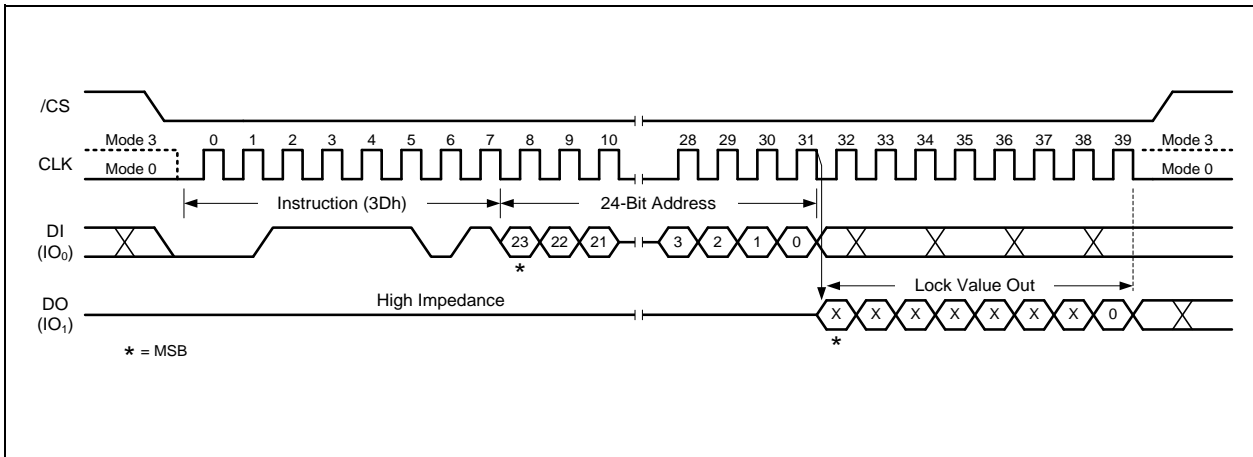 /CS
Mode 3 0 1 2 3 4 5 6 7 8 9 10 28 29 30 31 32 33 34 35 36 37 38 39 Mode 3
CLK Mode 0 Mode 0
Instruction (3Dh) 24-Bit Address
DI
(IO₀) 23 22 21 3 2 1 0
*
Lock Value Out
High Impedance
DO
(IO₁) X X X X X X X 0
* = MSB *